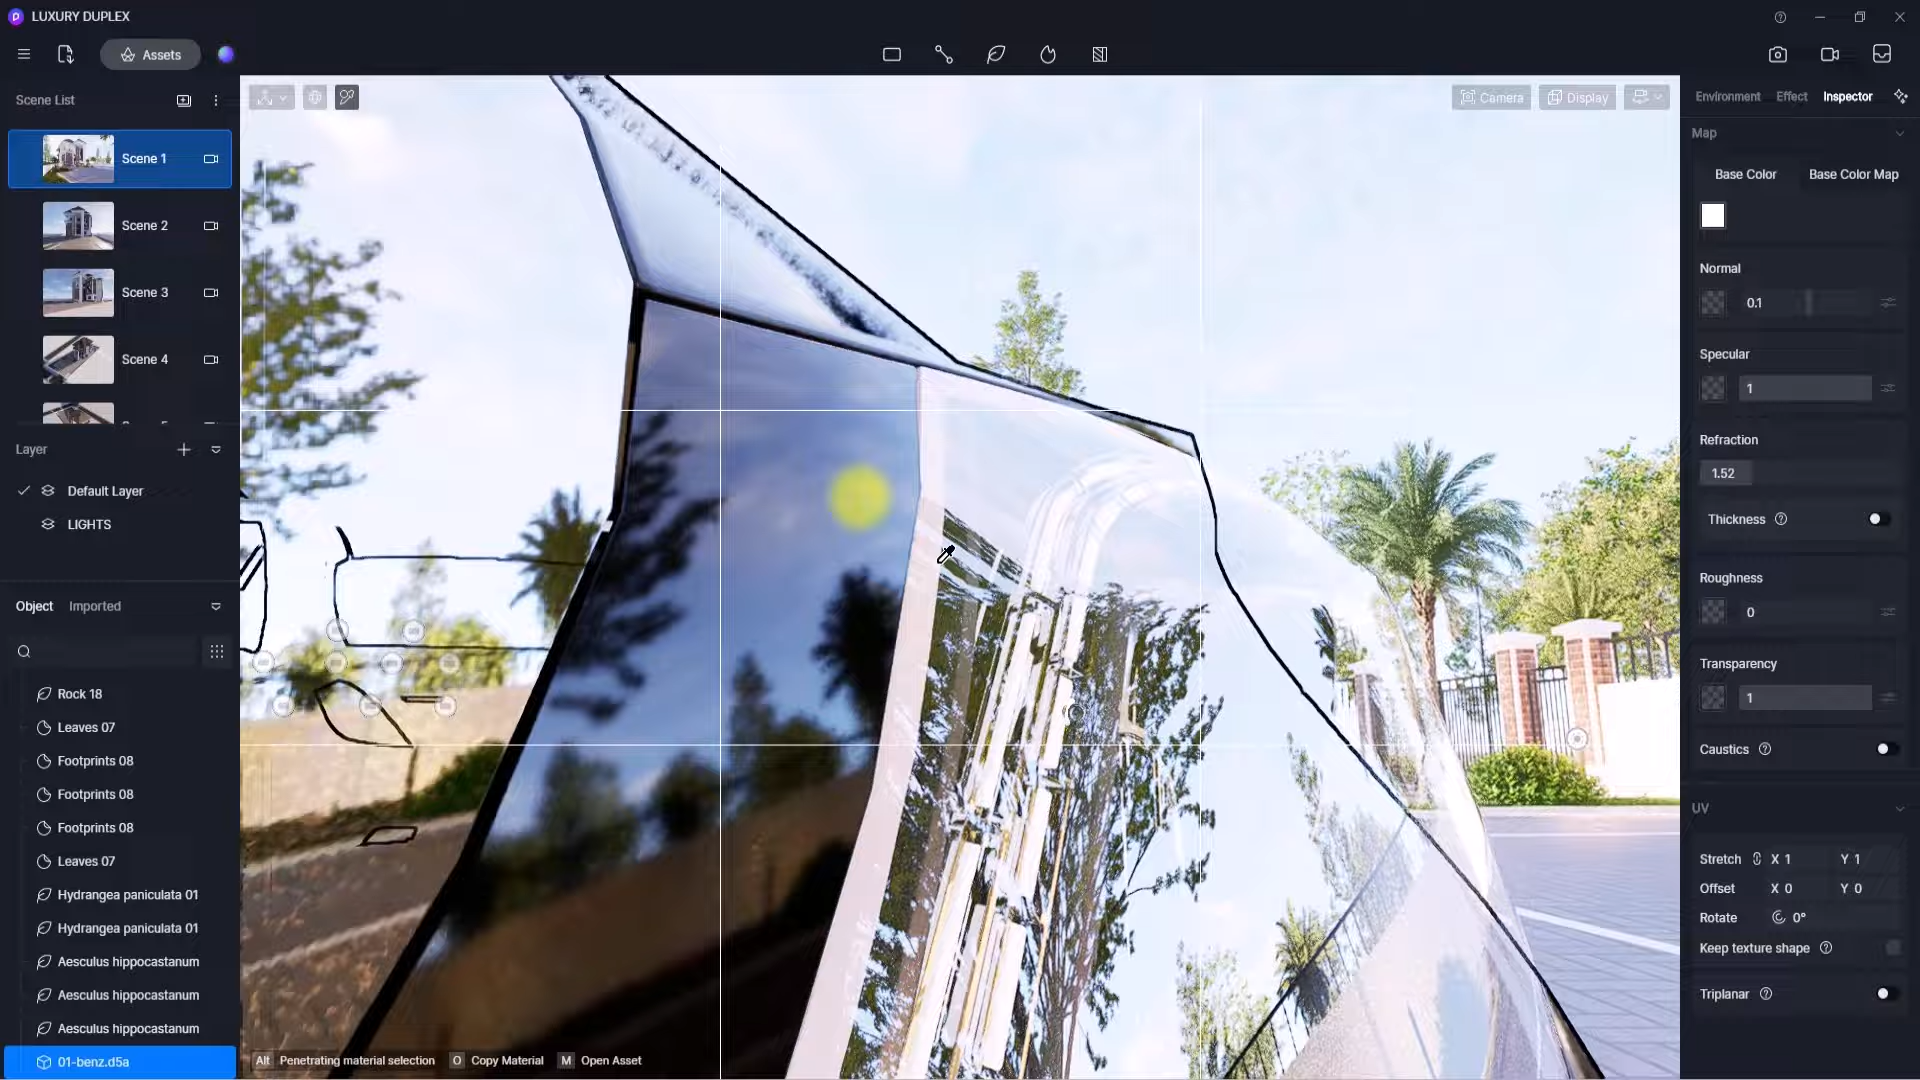 LUXURY DUPLEX
Assets
Scene List
Scene 1
Scene 2
Scene 3
Scene 4
Layer
Default Layer
LIGHTS
Object Imported
Rock 18
Leaves 07
Footprints 08
Footprints 08
Footprints 08
Leaves 07
Hydrangea paniculata 01
Hydrangea paniculata 01
Aesculus hippocastanum
Aesculus hippocastanum
Aesculus hippocastanum
01-benz.d5a
Camera Display
Alt Penetrating material selection O Copy Material M Open Asset
Environment Effect Inspector
Map
Base Color Base Color Map
Normal
0.1
Specular
1
Refraction
1.52
Thickness
Roughness
0
Transparency
1
Caustics
UV
Stretch X 1 Y 1
Offset X 0 Y 0
Rotate 0°
Keep texture shape
Triplanar